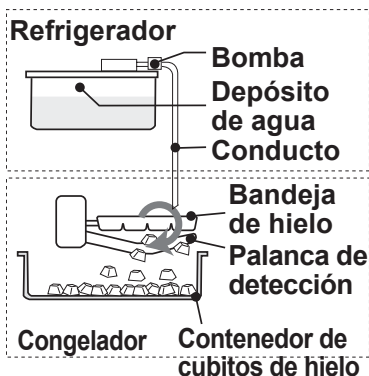 Refrigerador
Bomba
Depósito
de agua
Conducto
Bandeja
de hielo
Palanca de
detección
Congelador
Contenedor de
cubitos de hielo